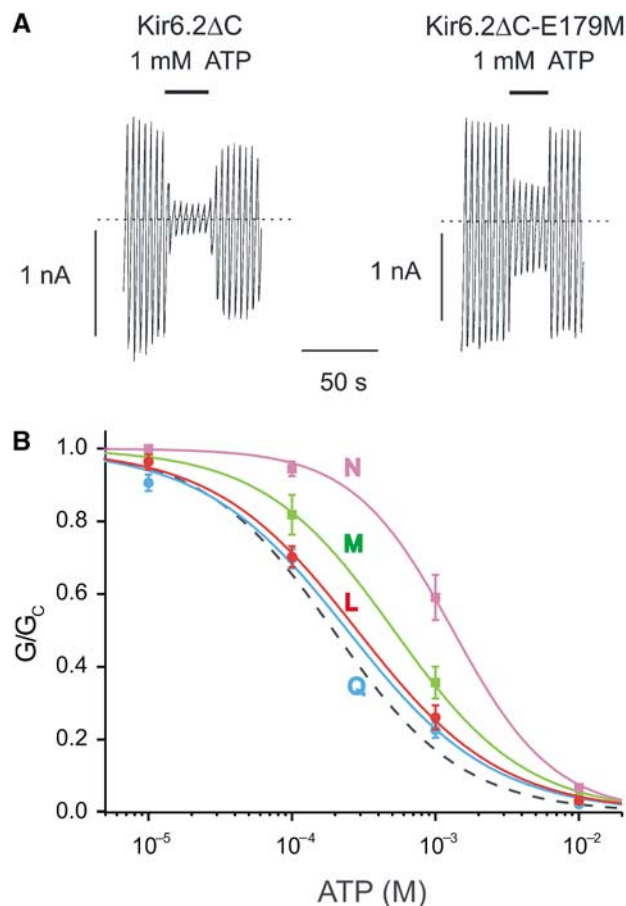 A
Kir6.2ΔC
1 mM ATP
Kir6.2ΔC-E179M
1 mM ATP
1 nA
1 nA
50 s
B
1.0
0.8
0.6
0.4
0.2
0.0
G/G_C
N
M
L
Q
10⁻⁵
10⁻⁴
10⁻³
10⁻²
ATP (M)